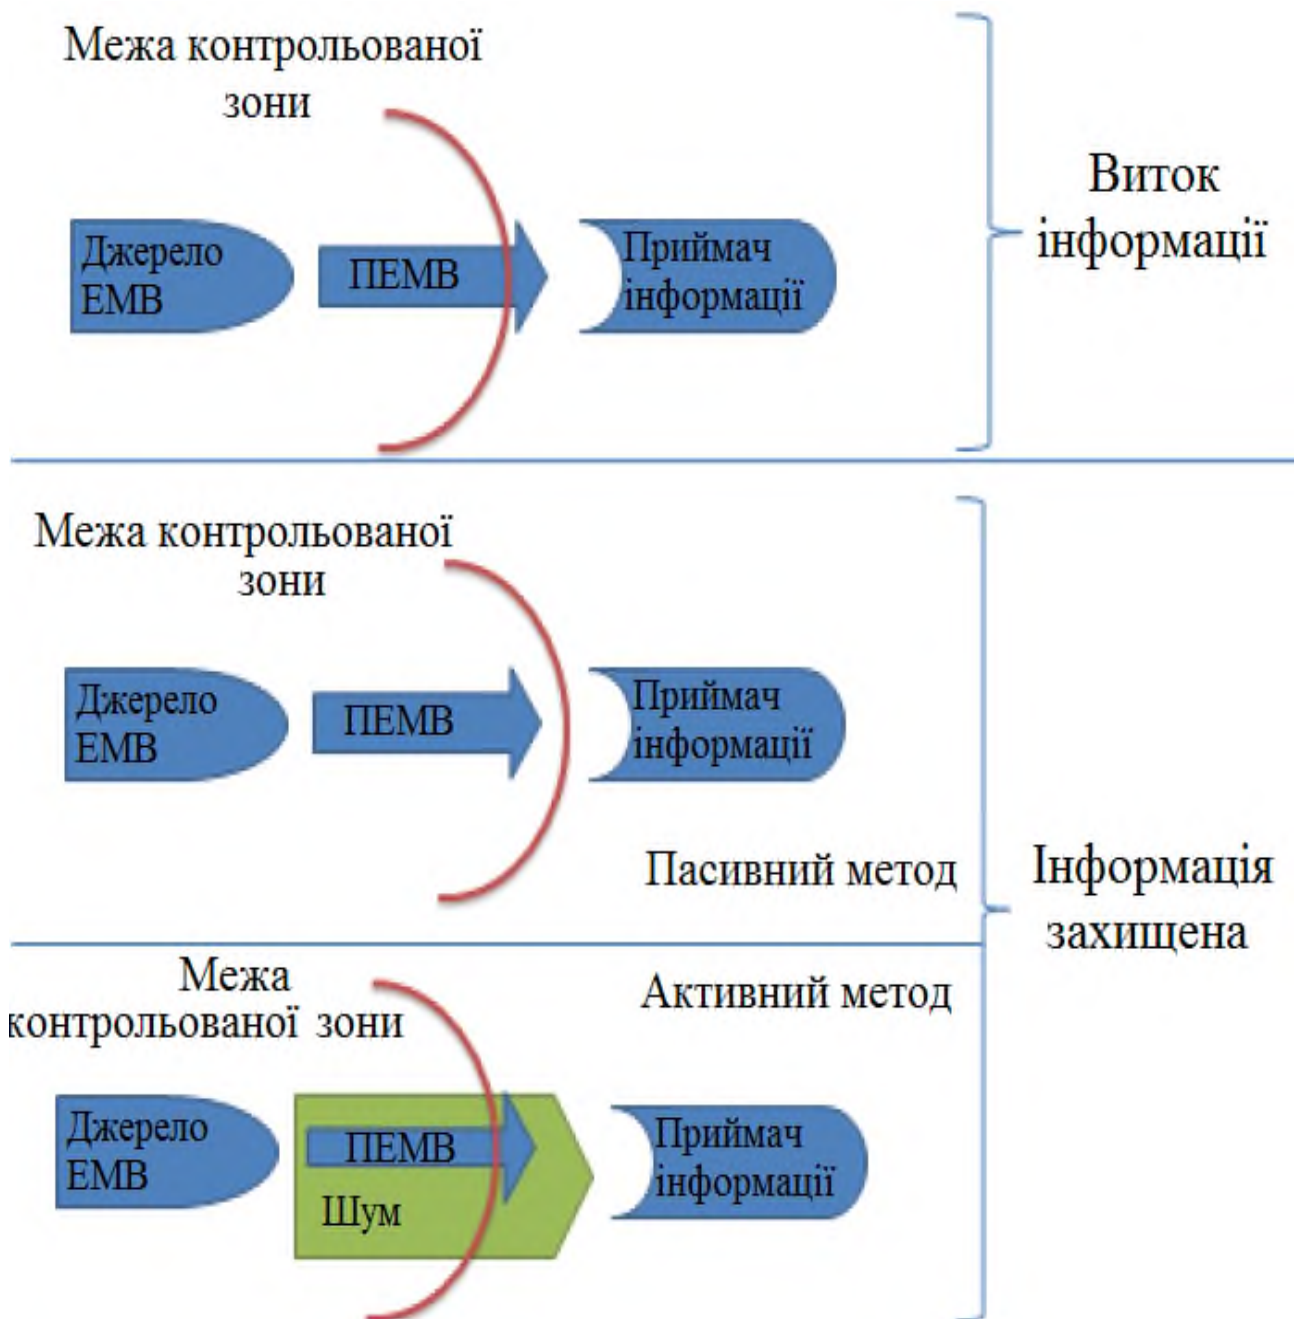 Межа контрольованої
зони
Джерело
ЕМВ
ПЕМВ
Приймач
інформації
Виток
інформації
Межа контрольованої
зони
Джерело
ЕМВ
ПЕМВ
Приймач
інформації
Пасивний метод
Інформація
захищена
Межа
контрольованої зони
Активний метод
Джерело
ЕМВ
ПЕМВ
Шум
Приймач
інформації